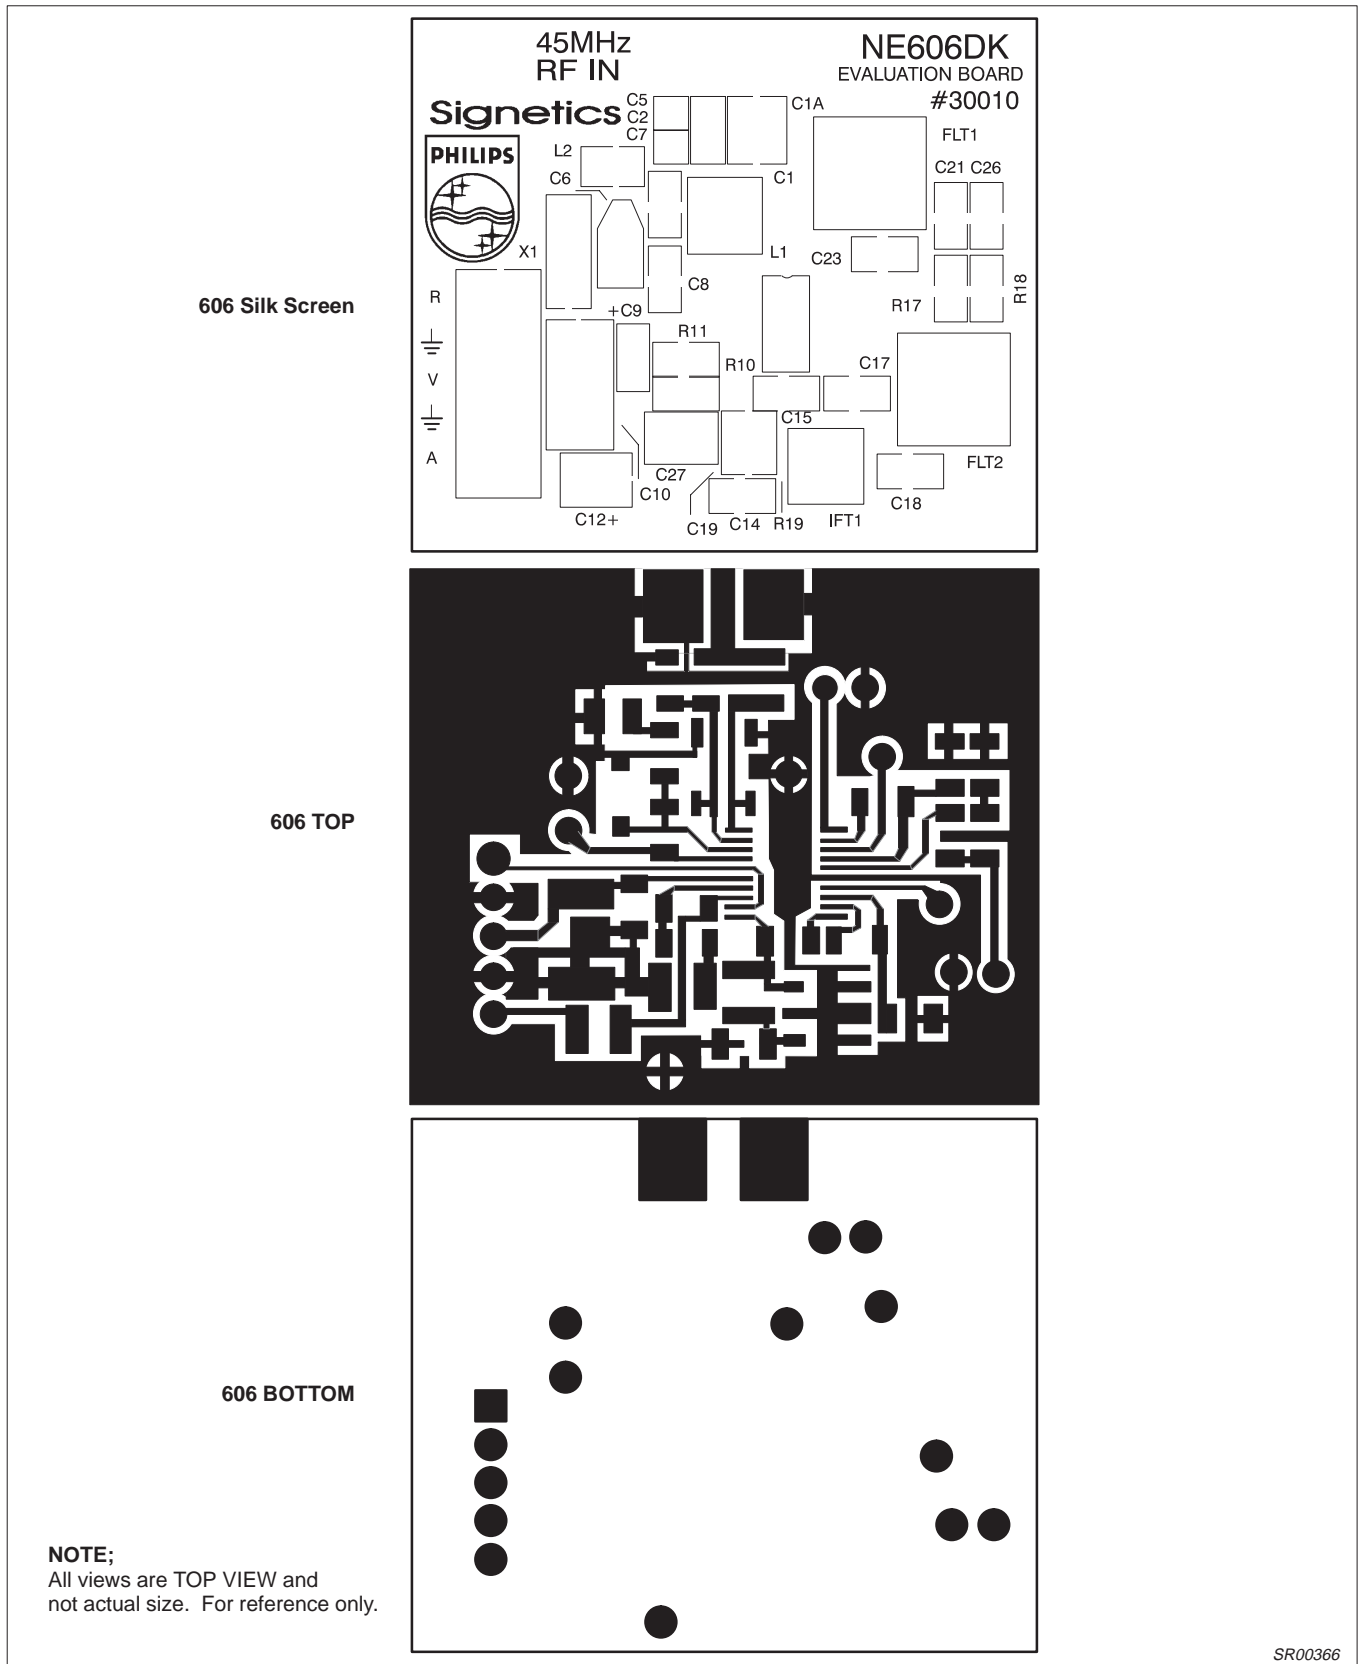 45MHz
RF IN
NE606DK
EVALUATION BOARD
#30010
Signetics
PHILIPS
C5
C2
C7
C1A
FLT1
L2
C6
C1
C21 C26
X1
L1
C23
C8
R17
R18
606 Silk Screen
R
+C9
R11
R10
C17
V
C15
A
C27
C10
FLT2
C18
C12+
C19
C14
R19
IFT1
606 TOP
606 BOTTOM
NOTE;
All views are TOP VIEW and
not actual size. For reference only.
SR00366